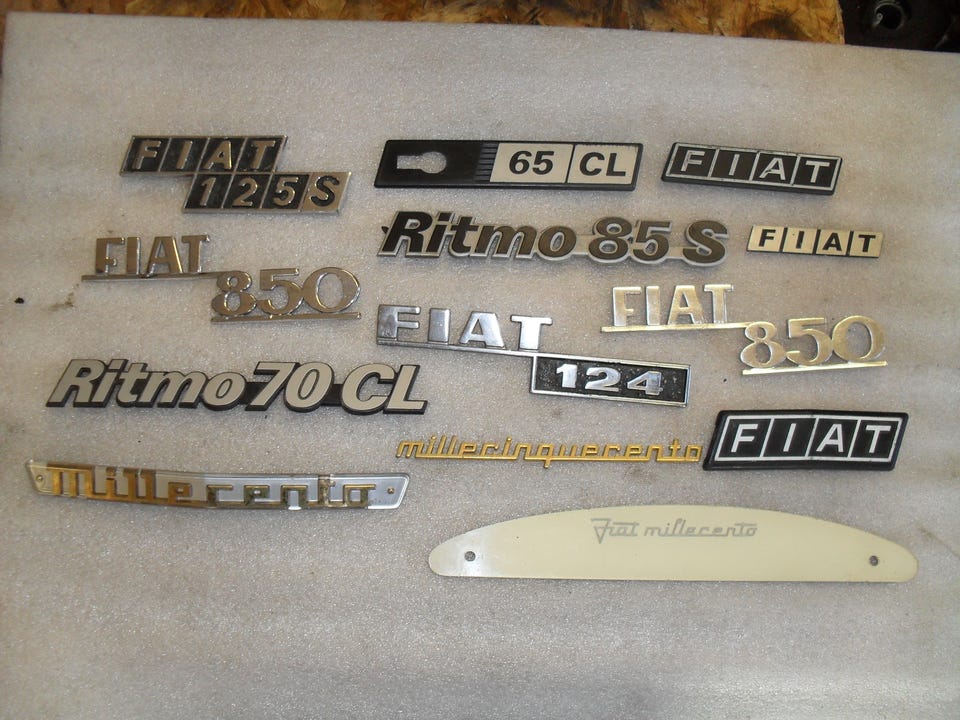 FIAT
125S
65 CL
FIAT
Ritmo 85 S
FIAT
FIAT
850
FIAT
124
FIAT
850
Ritmo 70 CL
millecinquecento
FIAT
Millecento
Fiat millecento